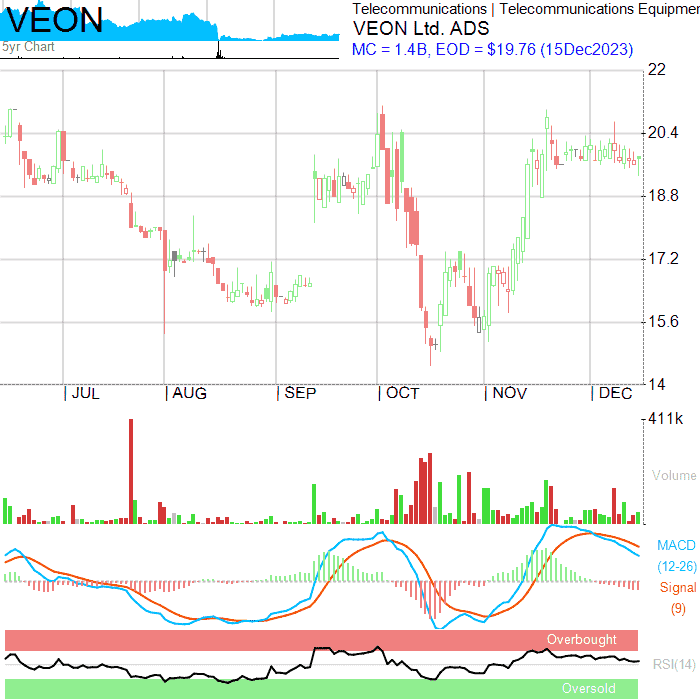 VEON
5yr Chart
Telecommunications | Telecommunications Equipmen
VEON Ltd. ADS
MC = 1.4B, EOD = $19.76 (15Dec2023)
22
20.4
18.8
17.2
15.6
14
JUL AUG SEP OCT NOV DEC
411k
Volume
MACD
(12-26)
Signal
(9)
Overbought
RSI(14)
Oversold